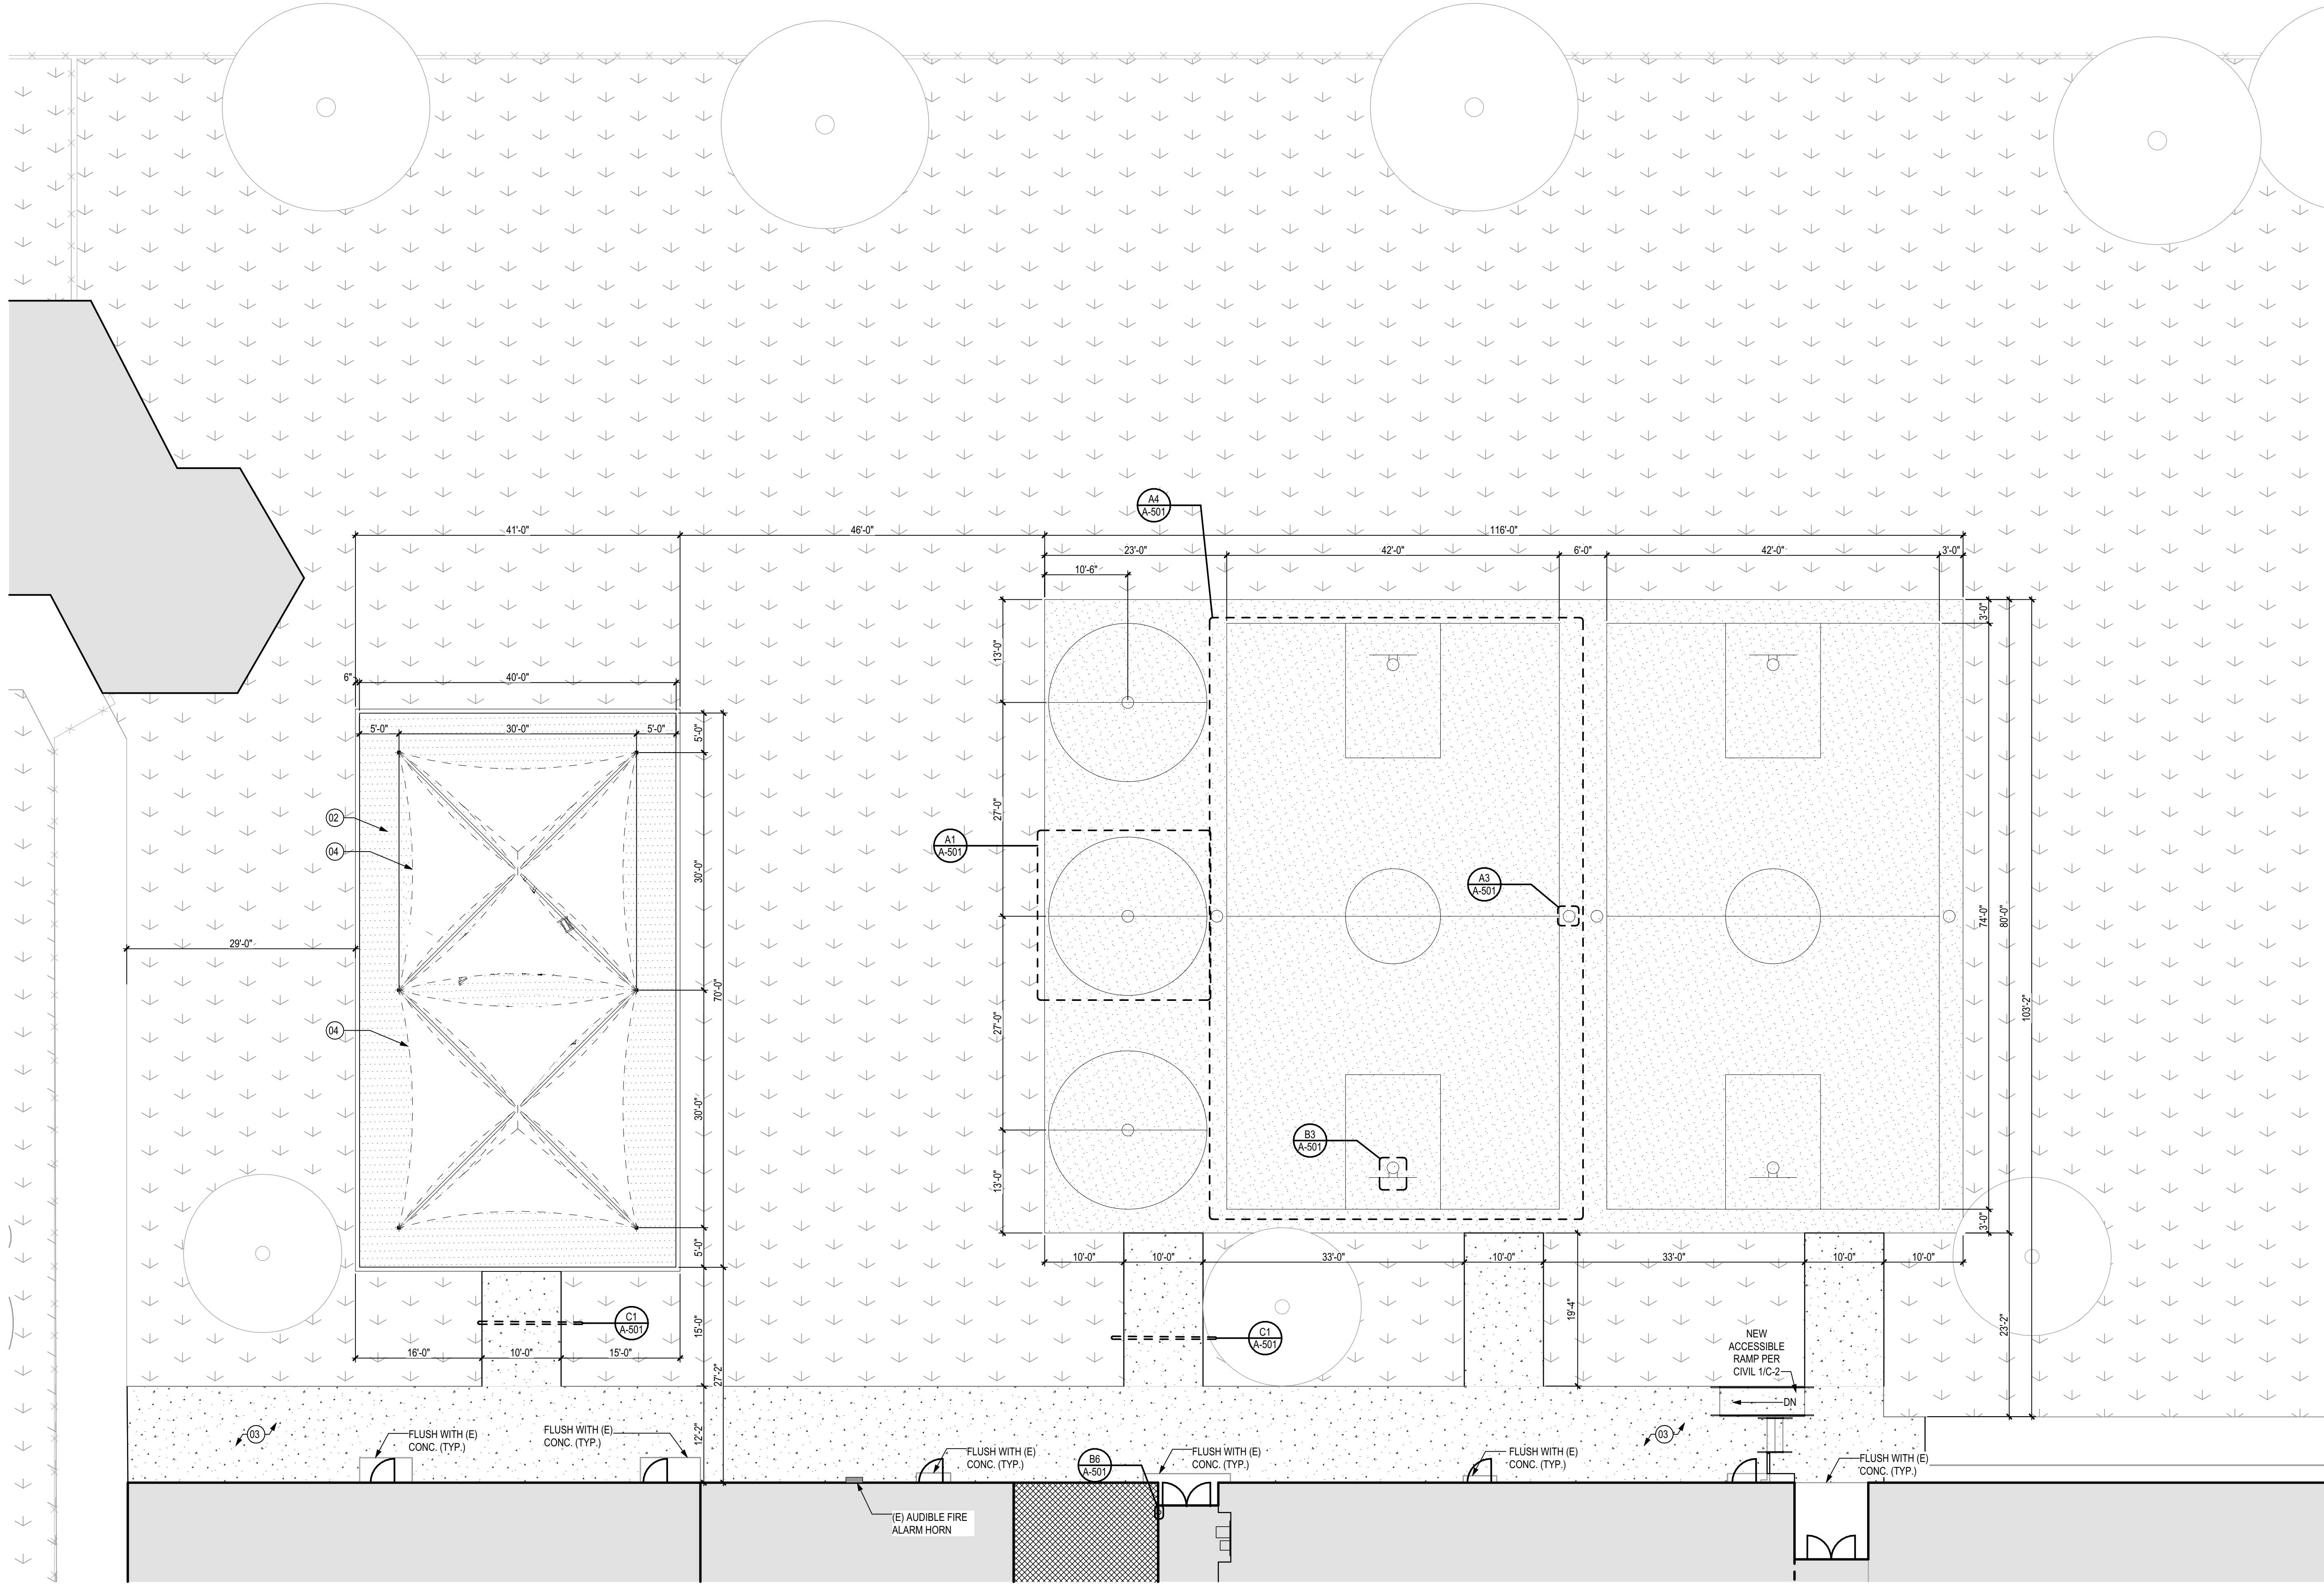 A4
A-501
41'-0"
46'-0"
116'-0"
23'-0"
42'-0"
6'-0"
42'-0"
3'-0"
10'-6"
3'-0"
13'-0"
6"
40'-0"
5'-0"
30'-0"
5'-0"
5'-0"
02
04
27'-0"
A1
A-501
30'-0"
A3
A-501
74'-0"
80'-0"
29'-0"
70'-0"
103'-2"
04
27'-0"
30'-0"
B3
A-501
13'-0"
3'-0"
5'-0"
10'-0"
10'-0"
33'-0"
10'-0"
33'-0"
10'-0"
10'-0"
C1
A-501
15'-0"
C1
A-501
19'-4"
23'-2"
16'-0"
10'-0"
15'-0"
27'-2"
NEW
ACCESSIBLE
RAMP PER
CIVIL 1/C-2
DN
03
FLUSH WITH (E)
CONC. (TYP.)
FLUSH WITH (E)
CONC. (TYP.)
12'-2"
FLUSH WITH (E)
CONC. (TYP.)
B6
A-501
FLUSH WITH (E)
CONC. (TYP.)
FLUSH WITH (E)
CONC. (TYP.)
03
FLUSH WITH (E)
CONC. (TYP.)
(E) AUDIBLE FIRE
ALARM HORN